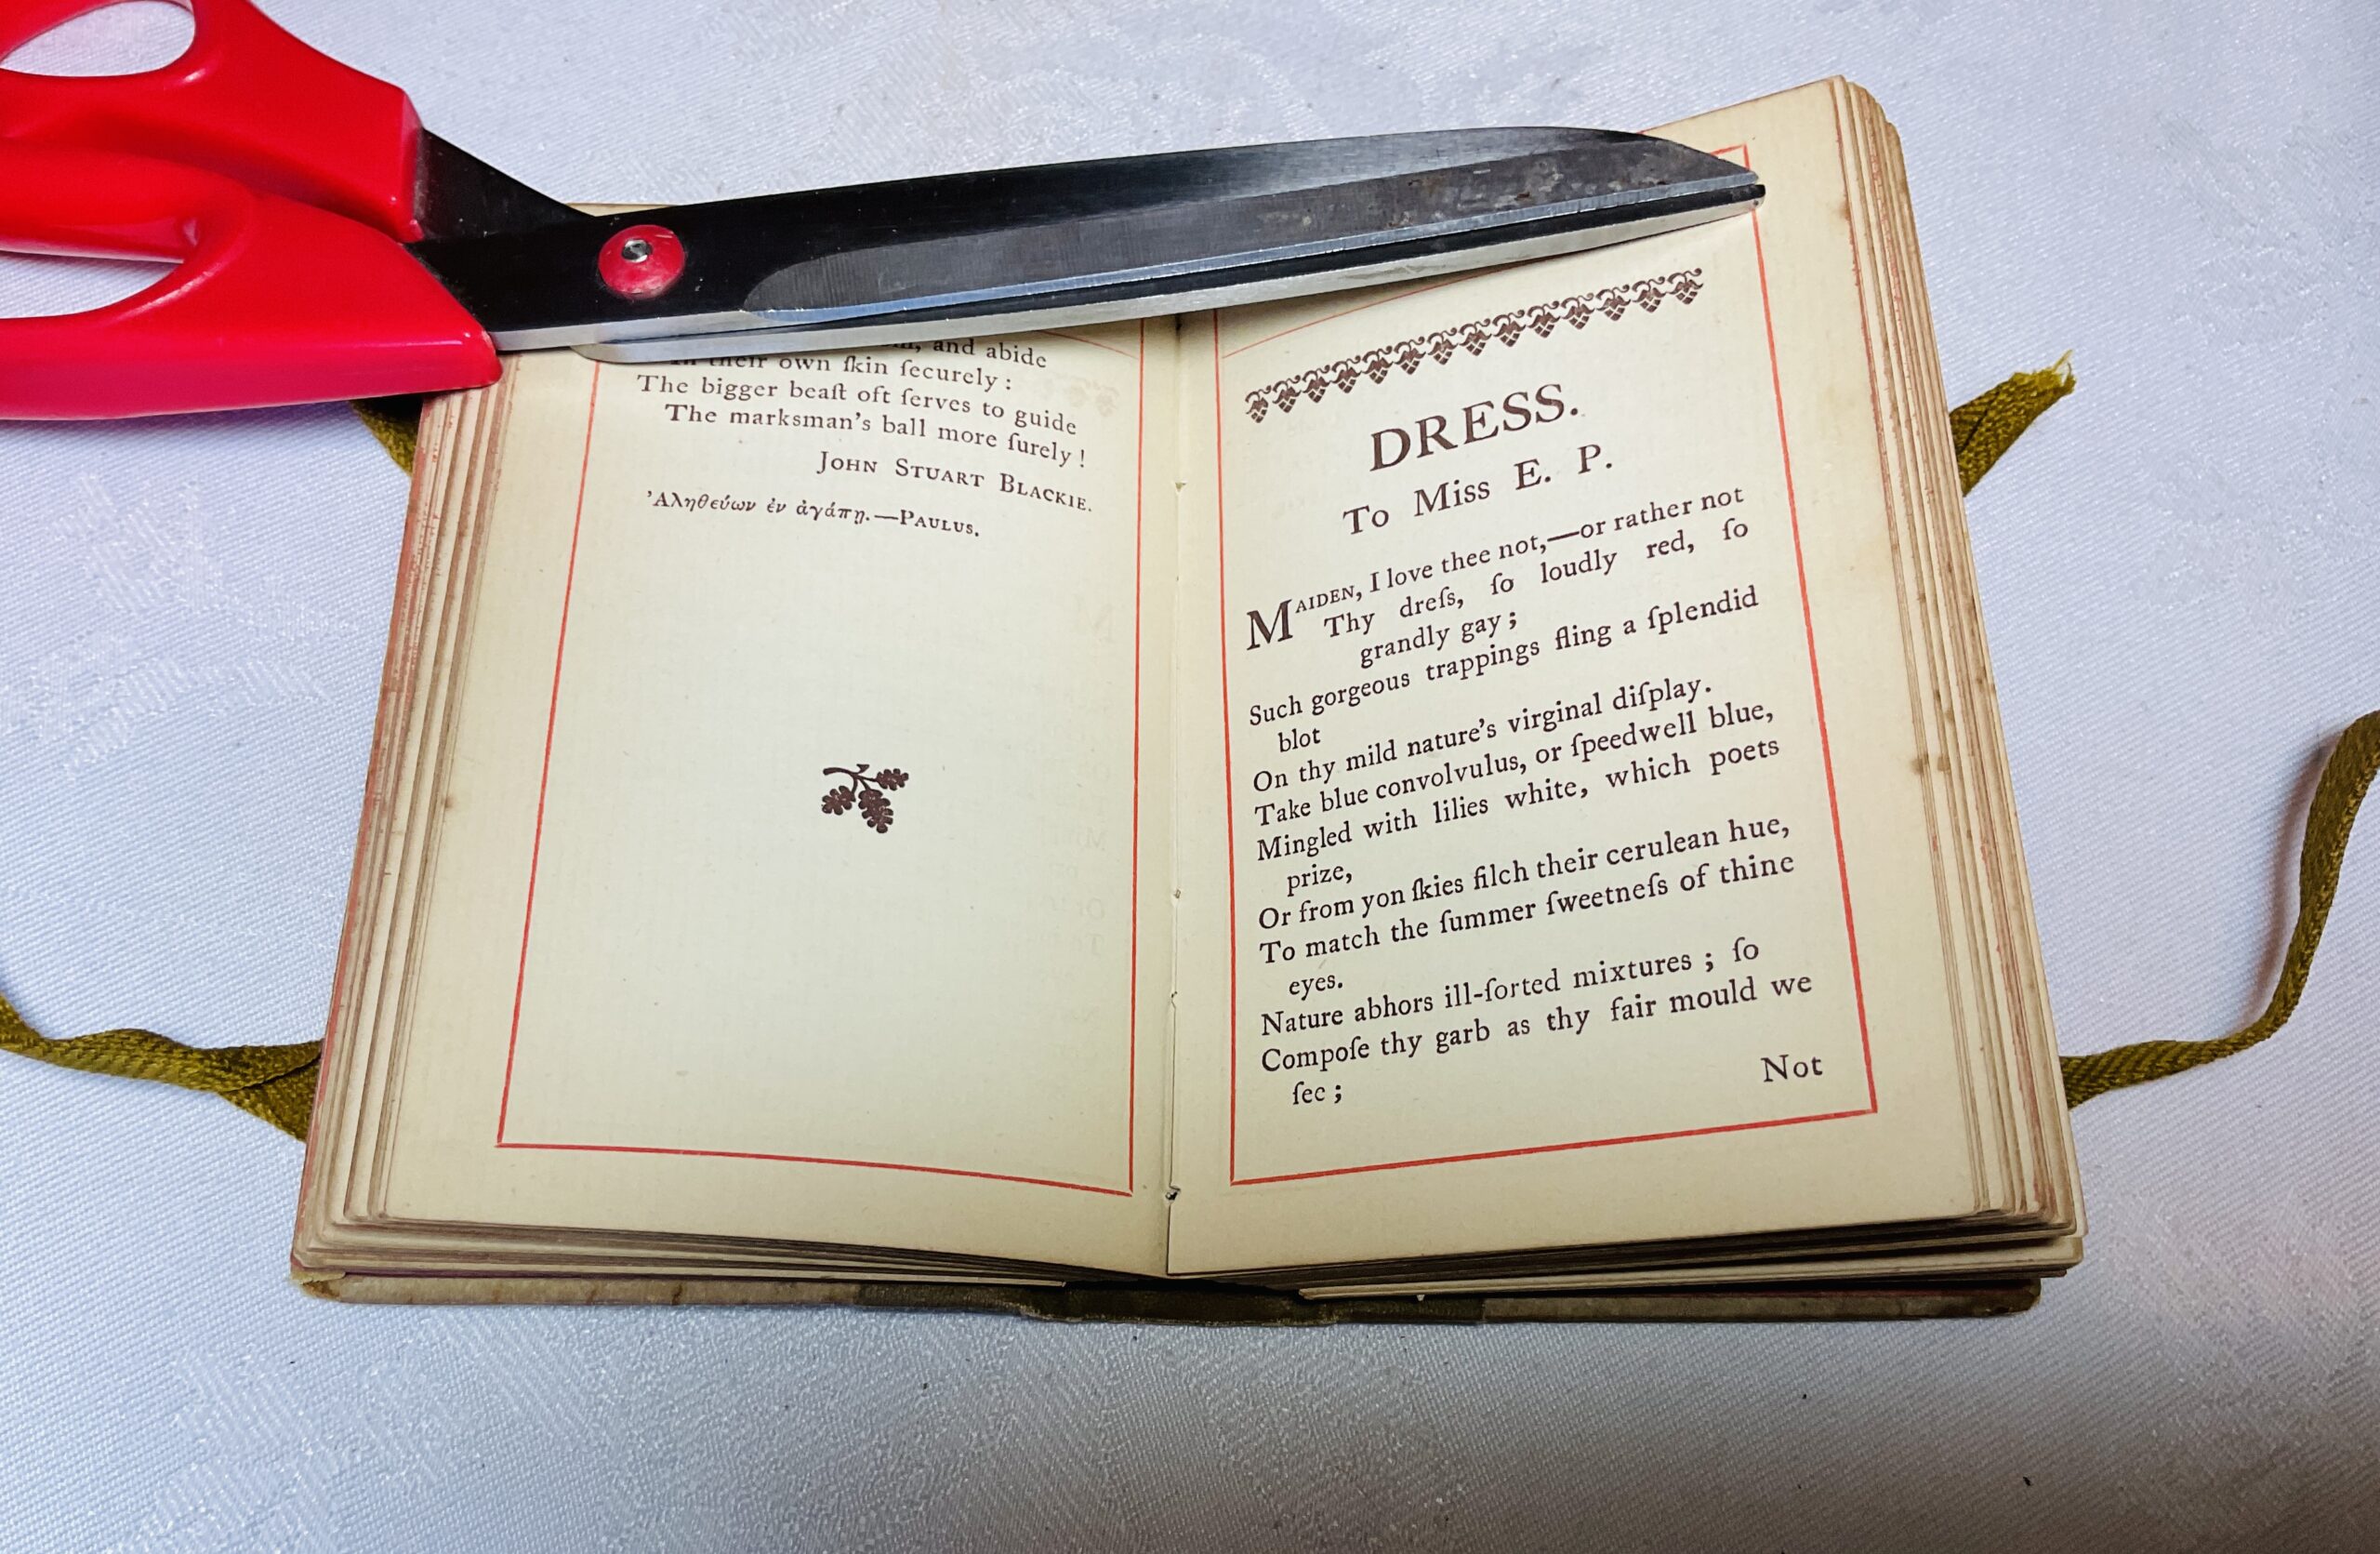 and abide
their own ſkin ſecurely :
The bigger beaſt oft ſerves to guide
The marksman's ball more ſurely !
JOHN STUART BLACKIE.
Ἀληθεύων ἐν ἀγάπῃ.—PAULUS.
DRESS.
To Miss E. P.
MAIDEN, I love thee not,—or rather not
Thy dreſs, ſo loudly red, ſo
grandly gay ;
Such gorgeous trappings fling a ſplendid
blot
On thy mild nature's virginal diſplay.
Take blue convolvulus, or ſpeedwell blue,
Mingled with lilies white, which poets
prize,
Or from yon ſkies filch their cerulean hue,
To match the ſummer ſweetneſs of thine
eyes.
Nature abhors ill-ſorted mixtures ; ſo
Compoſe thy garb as thy fair mould we
ſee ;
Not